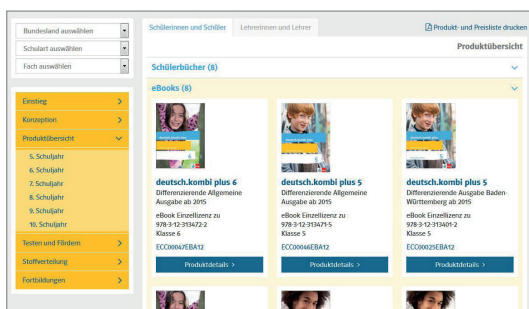 Bundesland auswählen
Schulart auswählen
Fach auswählen
Einstieg
Konzeption
Produktübersicht
5. Schuljahr
6. Schuljahr
7. Schuljahr
8. Schuljahr
9. Schuljahr
10. Schuljahr
Testen und Fördern
Stoffverteilung
Fortbildungen
Schülerinnen und Schüler
Lehrerinnen und Lehrer
Produkt- und Preisliste drucken
Produktübersicht
Schülerbücher (8)
eBooks (8)
deutsch.kombi plus 6
Differenzierende Allgemeine
Ausgabe ab 2015
eBook Einzellizenz zu
978-3-12-313472-2
Klasse 6
ECC00047EBA12
Produktdetails >
deutsch.kombi plus 5
Differenzierende Allgemeine
Ausgabe ab 2015
eBook Einzellizenz zu
978-3-12-313471-5
Klasse 5
ECC00046EBA12
Produktdetails >
deutsch.kombi plus 5
Differenzierende Ausgabe Baden-
Württemberg ab 2015
eBook Einzellizenz zu
978-3-12-313401-2
Klasse 5
ECC00025EBA12
Produktdetails >